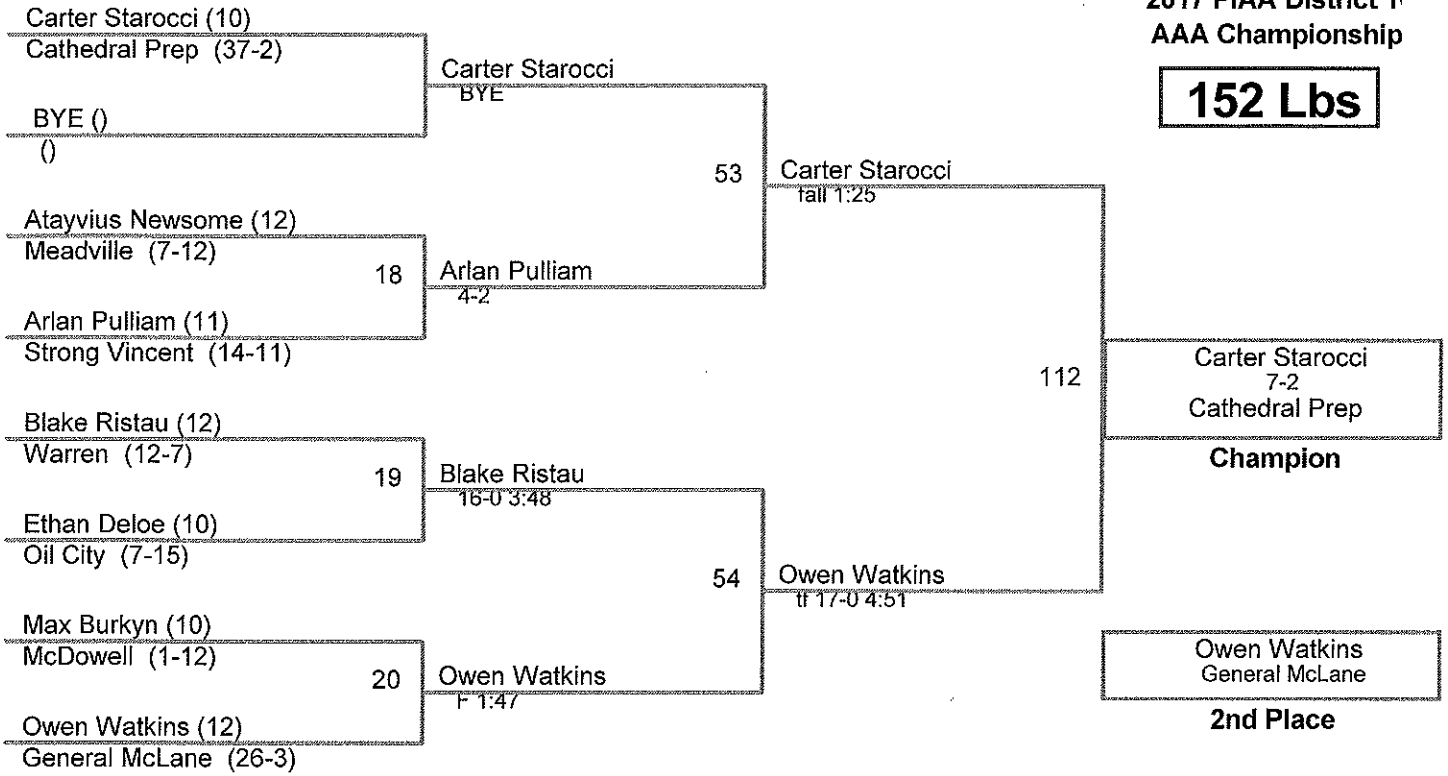 2017 PIAA District
AAA Championship
152 Lbs
Carter Starocci (10)
Cathedral Prep (37-2)
BYE ()
()
Atayvius Newsome (12)
Meadville (7-12)
Arlan Pulliam (11)
Strong Vincent (14-11)
Blake Ristau (12)
Warren (12-7)
Ethan Deloe (10)
Oil City (7-15)
Max Burkyn (10)
McDowell (1-12)
Owen Watkins (12)
General McLane (26-3)
Carter Starocci
BYE
18
Arlan Pulliam
4-2
19
Blake Ristau
16-0 3:48
20
Owen Watkins
F 1:47
53
Carter Starocci
fall 1:25
54
Owen Watkins
tf 17-0 4:51
112
Carter Starocci
7-2
Cathedral Prep
Champion
Owen Watkins
General McLane
2nd Place